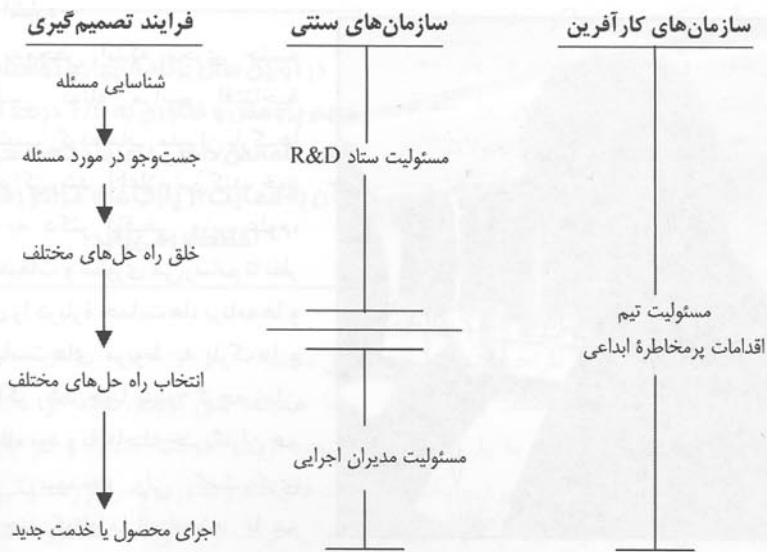 سازمان‌های کارآفرین
مسئولیت تیم
اقدامات پرمخاطرهٔ ابداعی
سازمان‌های سنتی
مسئولیت ستاد R&D
مسئولیت مدیران اجرایی
فرایند تصمیم‌گیری
شناسایی مسئله
جست‌وجو در مورد مسئله
خلق راه حل‌های مختلف
انتخاب راه حل‌های مختلف
اجرای محصول یا خدمت جدید